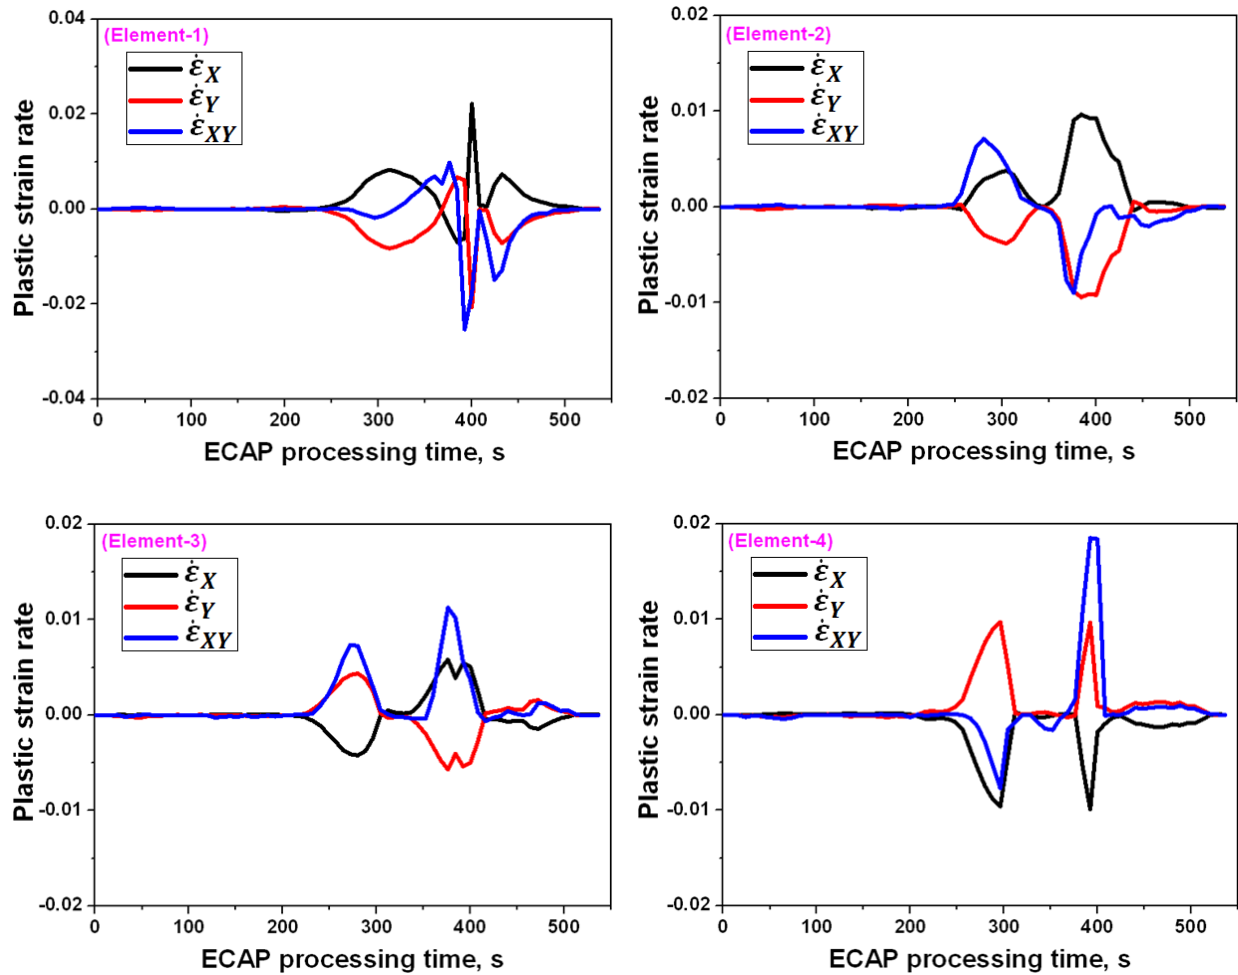 (Element-1)
ε̇X
ε̇Y
ε̇XY
0.04
0.02
0.00
-0.02
-0.04
0 100 200 300 400 500
Plastic strain rate
ECAP processing time, s
(Element-2)
ε̇X
ε̇Y
ε̇XY
0.02
0.01
0.00
-0.01
-0.02
0 100 200 300 400 500
Plastic strain rate
ECAP processing time, s
(Element-3)
ε̇X
ε̇Y
ε̇XY
0.02
0.01
0.00
-0.01
-0.02
0 100 200 300 400 500
Plastic strain rate
ECAP processing time, s
(Element-4)
ε̇X
ε̇Y
ε̇XY
0.02
0.01
0.00
-0.01
-0.02
0 100 200 300 400 500
Plastic strain rate
ECAP processing time, s